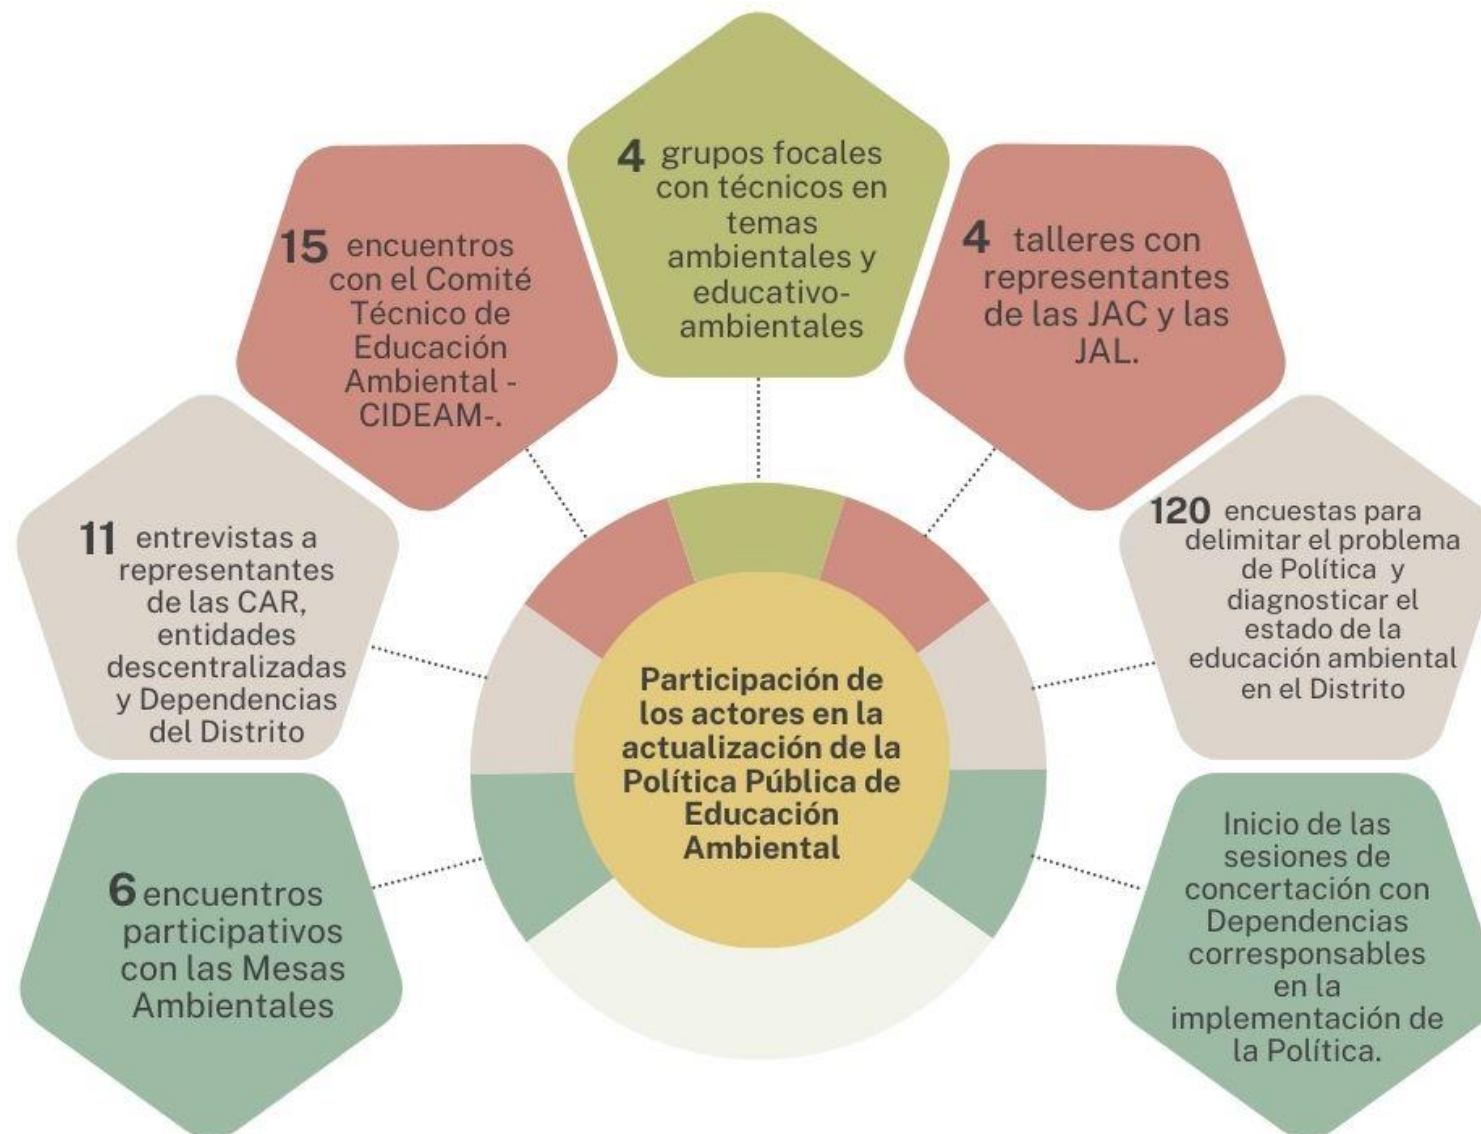 4 grupos focales
con técnicos en
temas
ambientales y
educativo-
ambientales
15 encuentros
con el Comité
Técnico de
Educación
Ambiental -
CIDEAM-.
4 talleres con
representantes
de las JAC y las
JAL.
11 entrevistas a
representantes
de las CAR,
entidades
descentralizadas
y Dependencias
del Distrito
120 encuestas para
delimitar el problema
de Política y
diagnosticar el
estado de la
educación ambiental
en el Distrito
Participación de
los actores en la
actualización de la
Política Pública de
Educación
Ambiental
6 encuentros
participativos
con las Mesas
Ambientales
Inicio de las
sesiones de
concertación con
Dependencias
corresponsables
en la
implementación de
la Política.